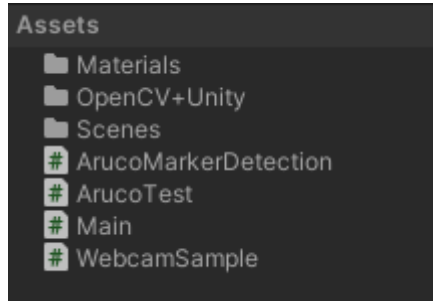 Assets
Materials
OpenCV+Unity
Scenes
# ArucoMarkerDetection
# ArucoTest
# Main
# WebcamSample